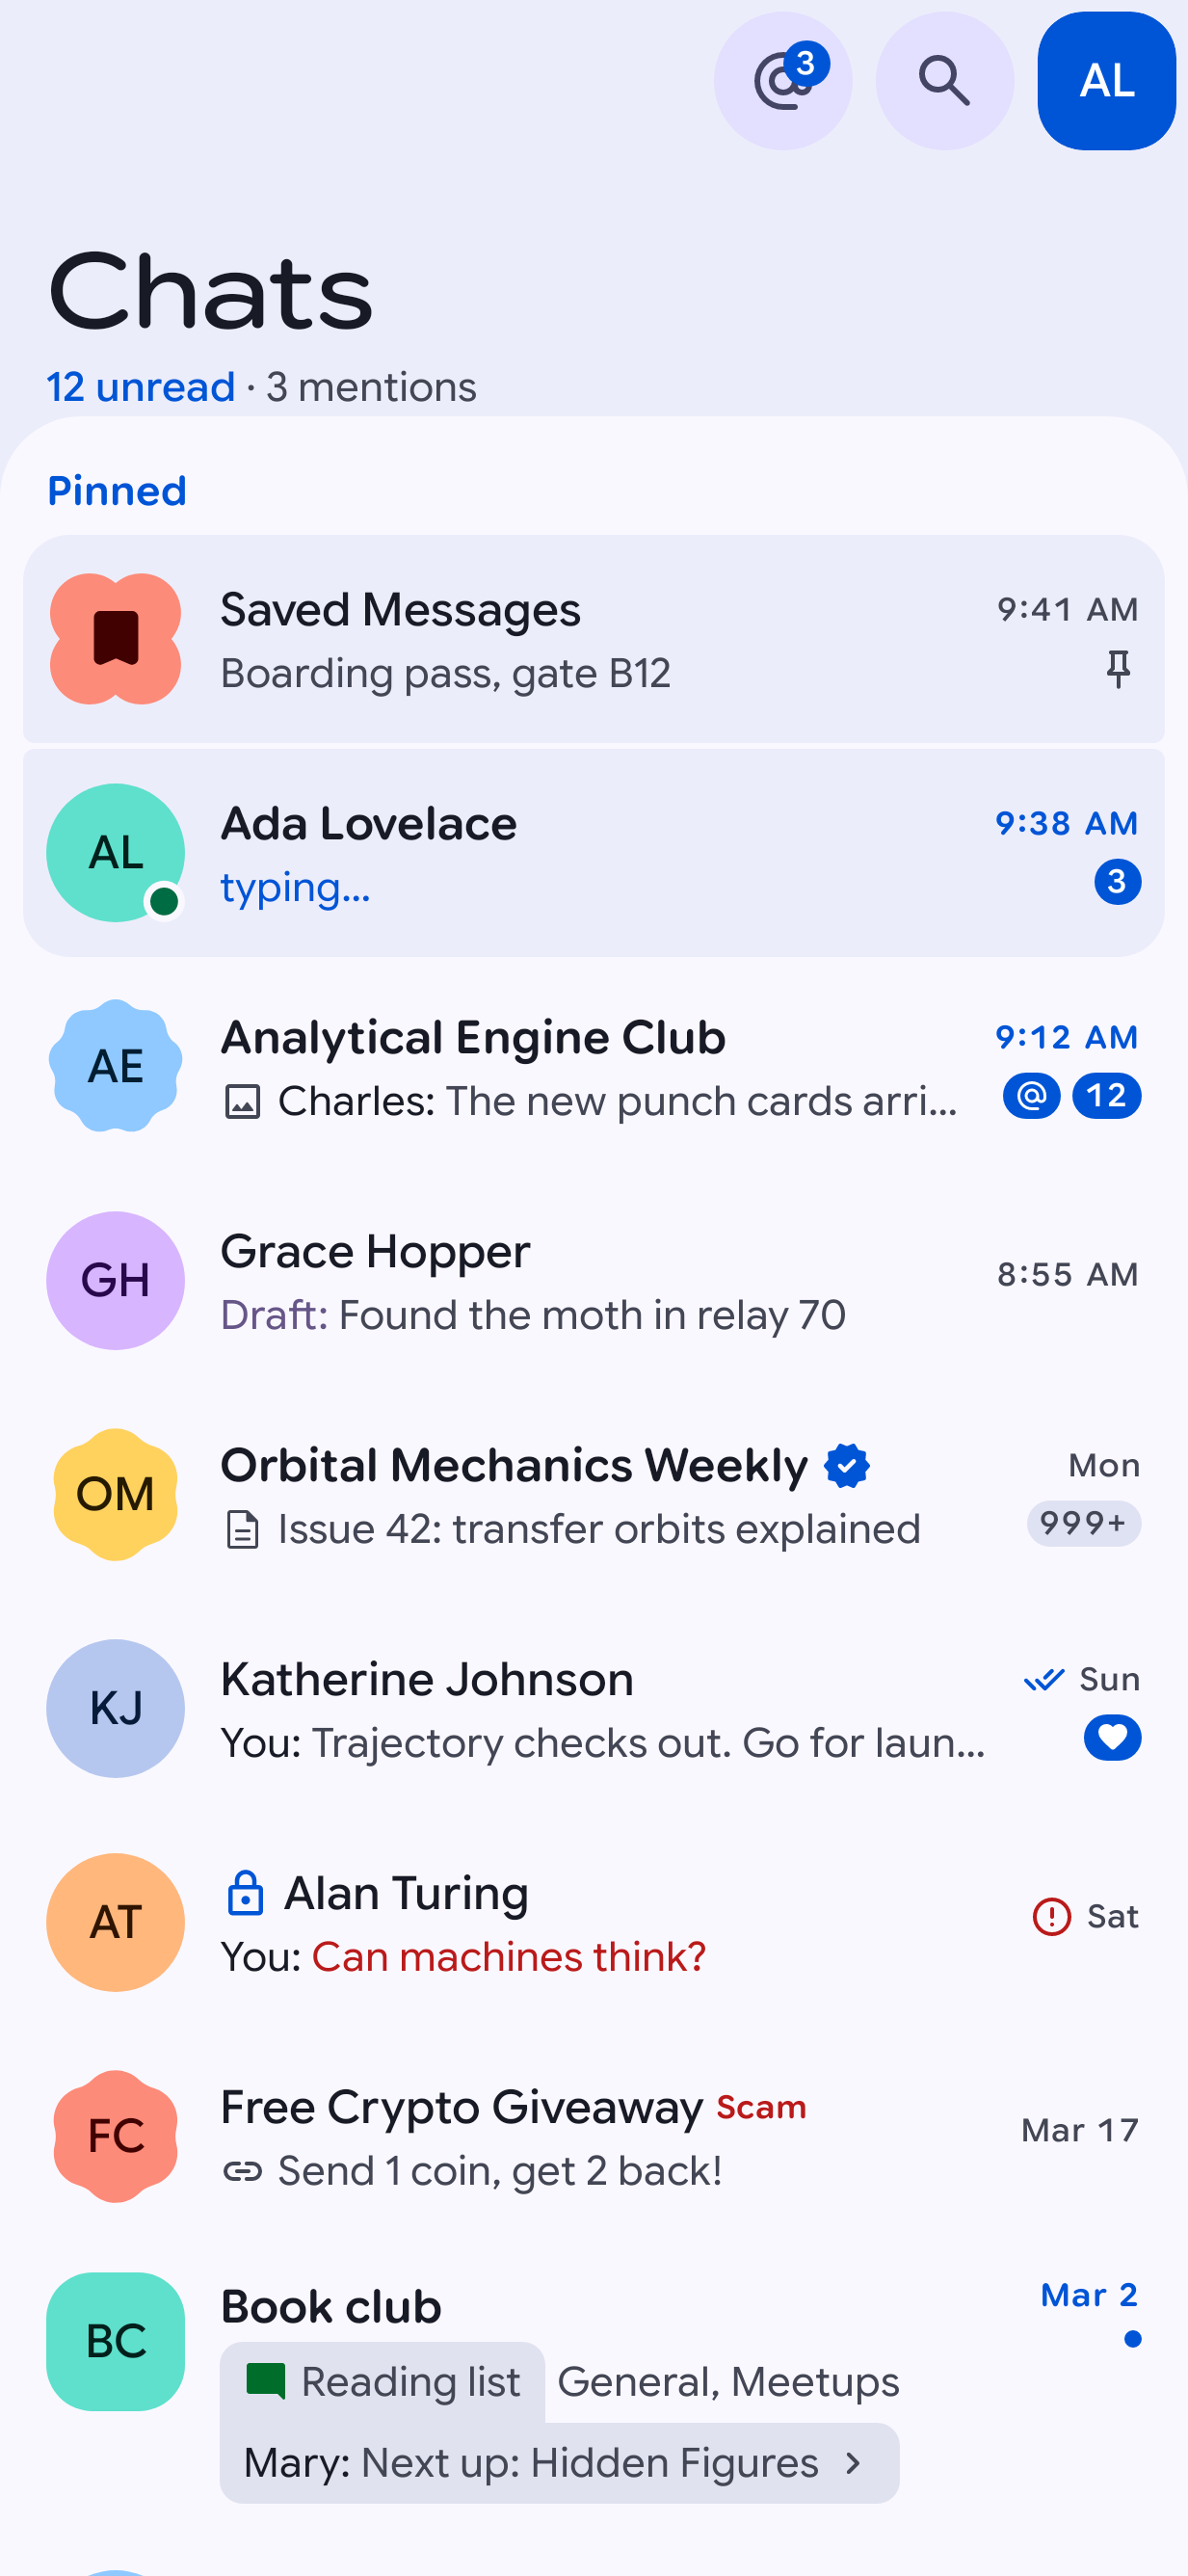 3
AL
Chats
12 unread · 3 mentions
Pinned
Saved Messages 9:41 AM
Boarding pass, gate B12
AL
Ada Lovelace 9:38 AM
typing... 3
AE
Analytical Engine Club 9:12 AM
Charles: The new punch cards arri... @ 12
GH
Grace Hopper 8:55 AM
Draft: Found the moth in relay 70
OM
Orbital Mechanics Weekly Mon
Issue 42: transfer orbits explained 999+
KJ
Katherine Johnson Sun
You: Trajectory checks out. Go for laun...
AT
Alan Turing Sat
You: Can machines think?
FC
Free Crypto Giveaway Scam Mar 17
Send 1 coin, get 2 back!
BC
Book club Mar 2
Reading list General, Meetups
Mary: Next up: Hidden Figures